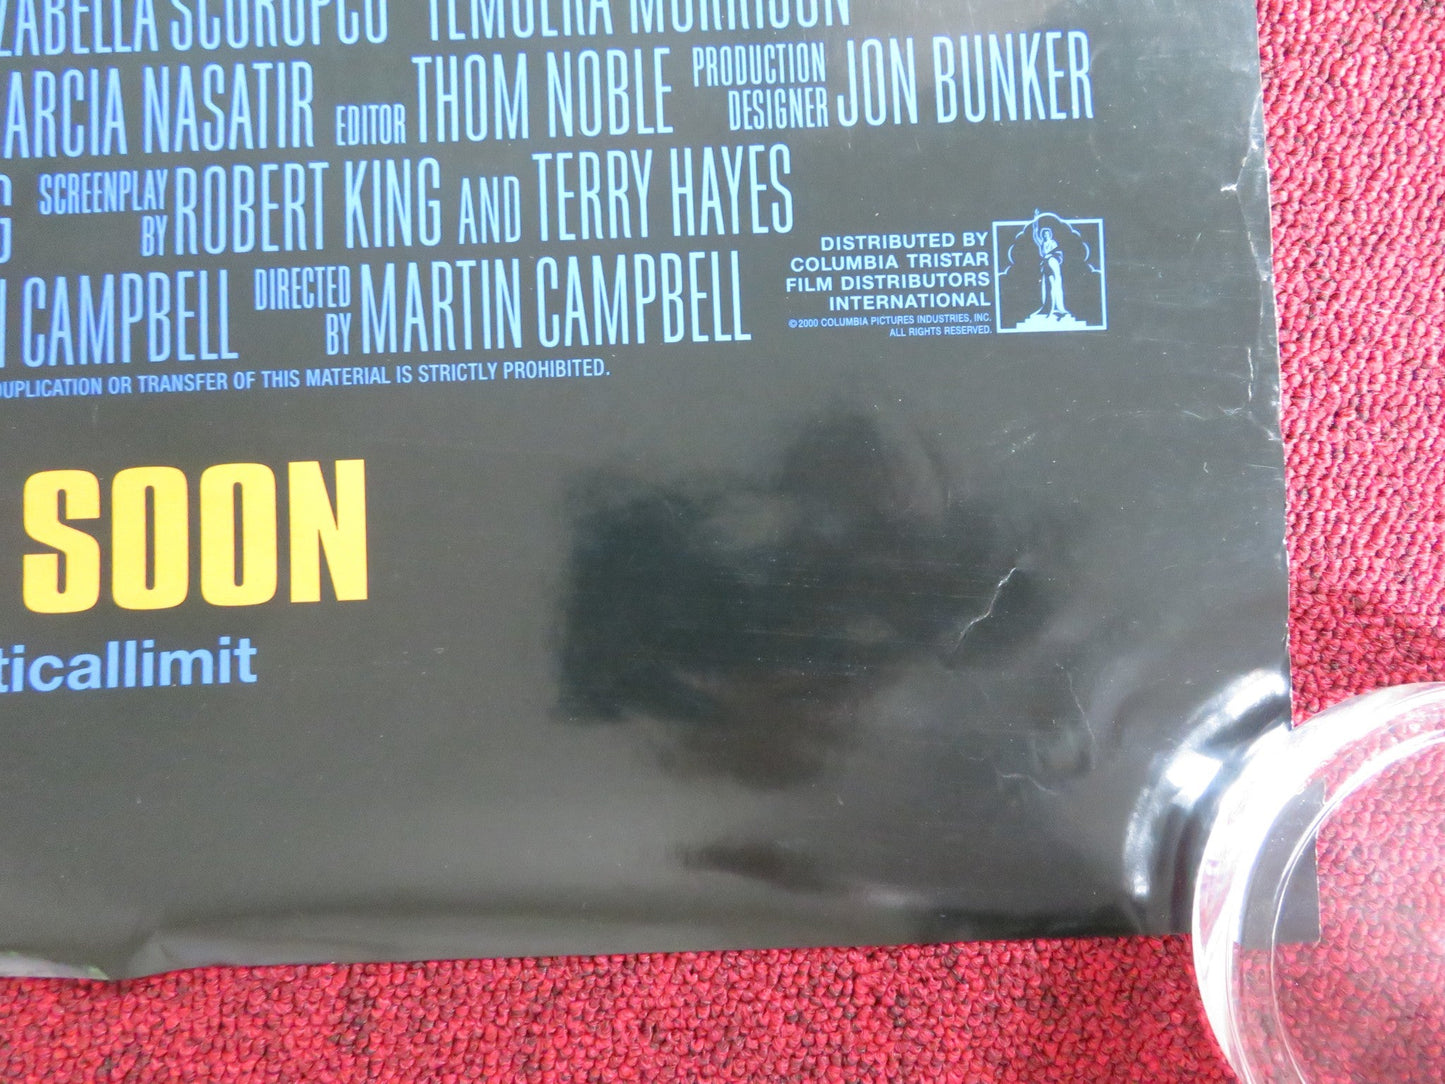 ZABELLA SCORUPCO TEMUERA MORRISON
ARCIA NASATIR EDITOR THOM NOBLE PRODUCTION DESIGNER JON BUNKER
G SCREENPLAY BY ROBERT KING AND TERRY HAYES
CAMPBELL DIRECTED BY MARTIN CAMPBELL
DISTRIBUTED BY
COLUMBIA TRISTAR
FILM DISTRIBUTORS
INTERNATIONAL
©2000 COLUMBIA PICTURES INDUSTRIES, INC.
ALL RIGHTS RESERVED.
DUPLICATION OR TRANSFER OF THIS MATERIAL IS STRICTLY PROHIBITED.
SOON
ticallimit